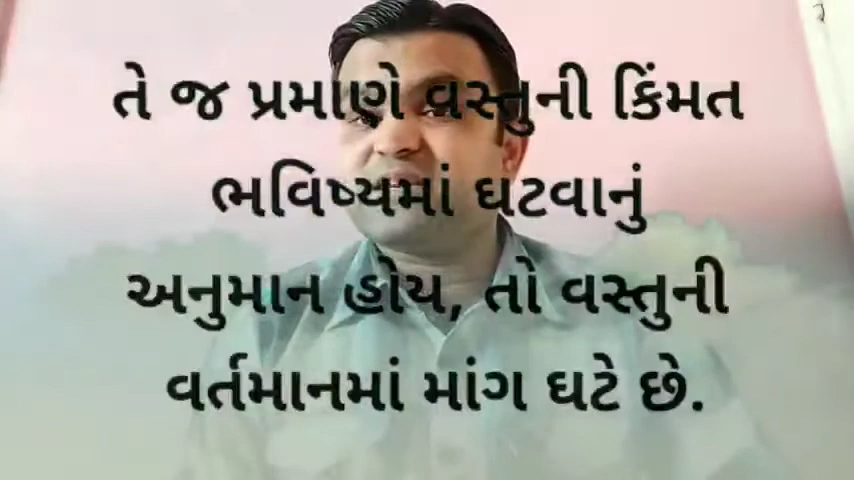 તે જ પ્રમાણે વસ્તુની કિંમત
ભવિષ્યમાં ઘટવાનું
અનુમાન હોય, તો વસ્તુની
વર્તમાનમાં માંગ ઘટે છે.